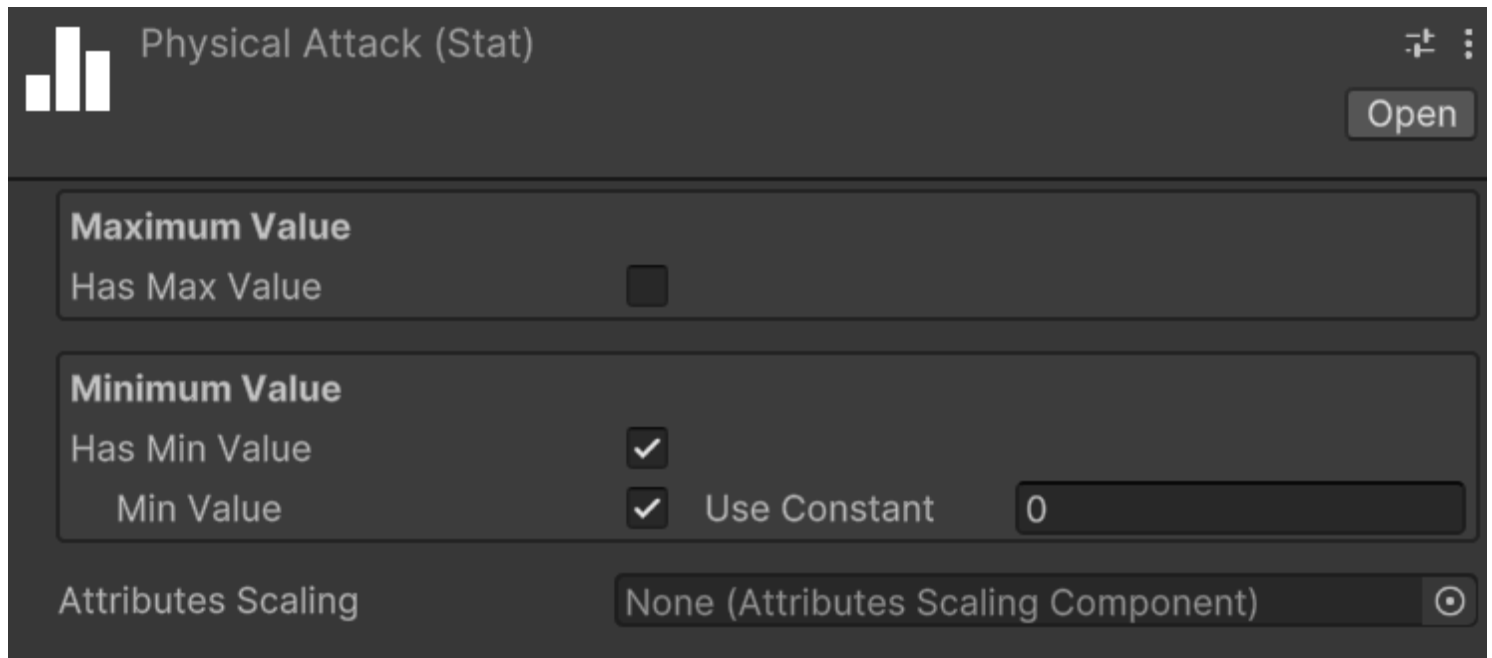 Physical Attack (Stat)
Open
Maximum Value
Has Max Value
Minimum Value
Has Min Value
Min Value Use Constant 0
Attributes Scaling None (Attributes Scaling Component)